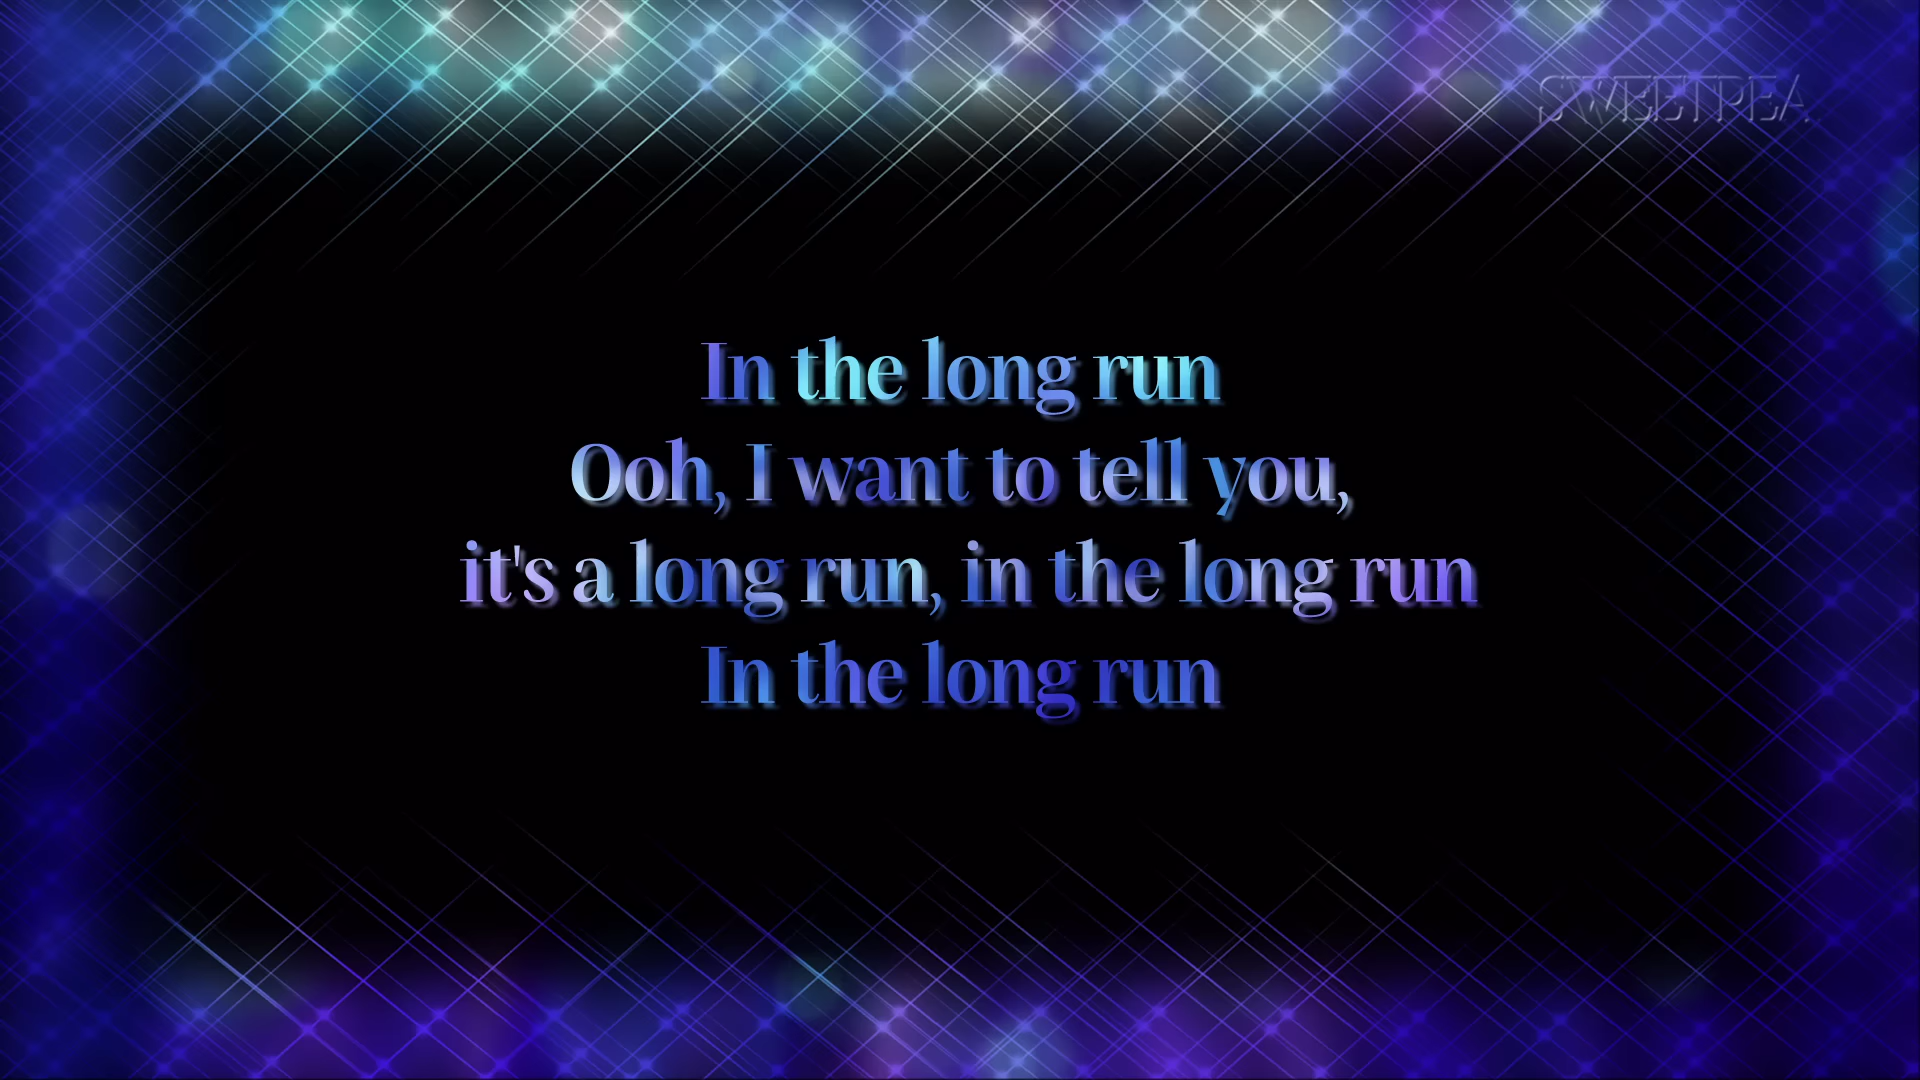 SWEETPEA
In the long run
Ooh, I want to tell you,
it's a long run, in the long run
In the long run